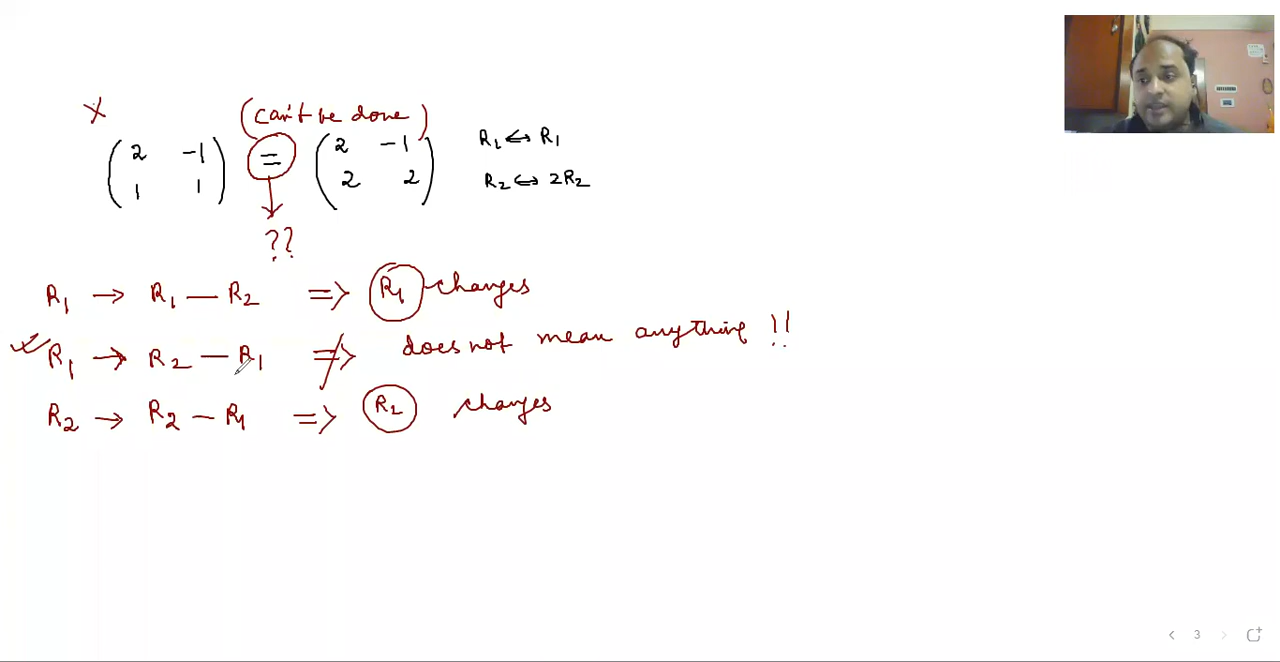 ✗
(can't be done)
( 2 -1 ) = ( 2 -1 ) R₁ ↔ R₁
( 1 1 ) ( 2 2 ) R₂ ↔ 2R₂
??
R₁ → R₁ — R₂ => R₁ changes
R₁ → R₂ — R₁ ≠> does not mean anything !!
R₂ → R₂ — R₁ => R₂ changes
3